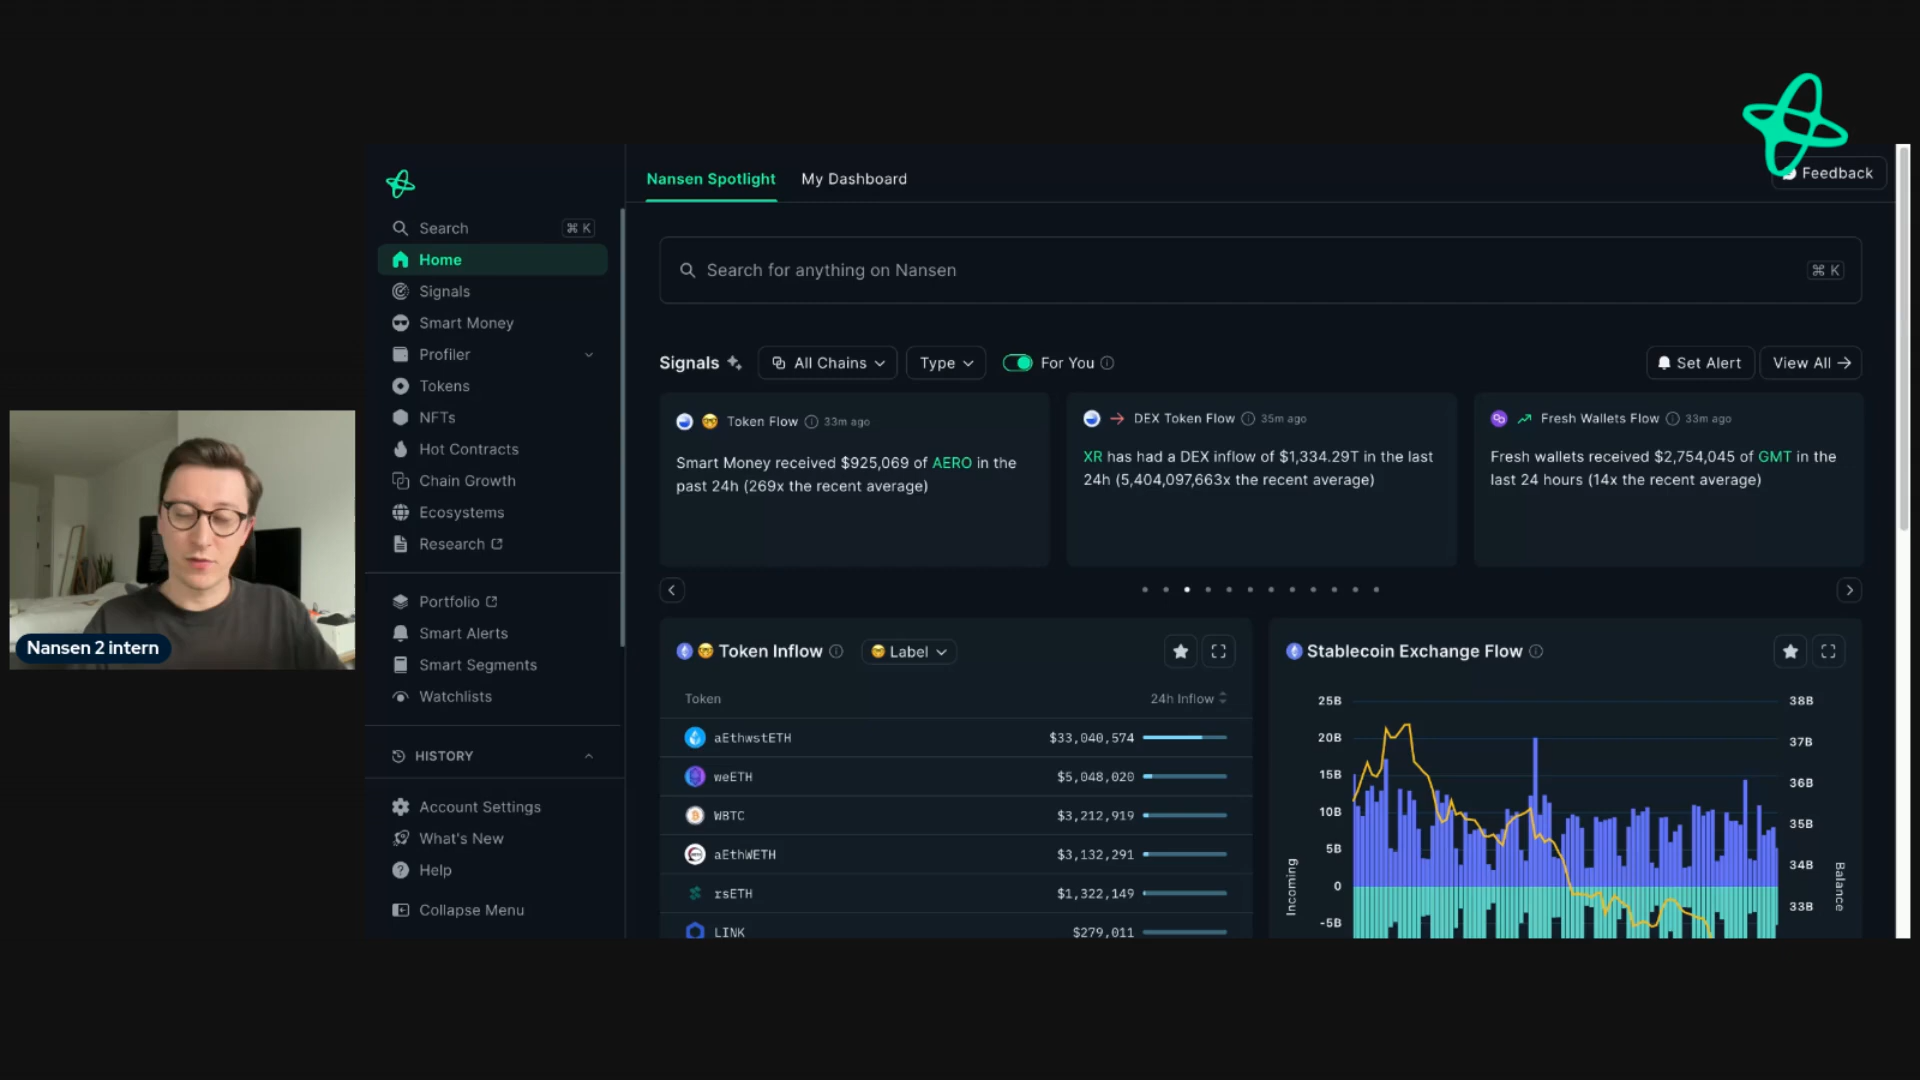 Nansen Spotlight
My Dashboard
Feedback
Search
⌘ K
Home
Signals
Smart Money
Profiler
Tokens
NFTs
Hot Contracts
Chain Growth
Ecosystems
Research
Portfolio
Smart Alerts
Smart Segments
Watchlists
HISTORY
Account Settings
What's New
Help
Collapse Menu
Nansen 2 intern
Search for anything on Nansen
⌘ K
Signals
All Chains
Type
For You
Set Alert
View All
Token Flow 33m ago
Smart Money received $925,069 of AERO in the
past 24h (269x the recent average)
DEX Token Flow 35m ago
XR has had a DEX inflow of $1,334.29T in the last
24h (5,404,097,663x the recent average)
Fresh Wallets Flow 33m ago
Fresh wallets received $2,754,045 of GMT in the
last 24 hours (14x the recent average)
Token Inflow
Label
Token 24h Inflow
aEthwstETH $33,040,574
weETH $5,048,020
WBTC $3,212,919
aEthWETH $3,132,291
rsETH $1,322,149
LINK $279,011
Stablecoin Exchange Flow
25B
20B
15B
10B
5B
0
-5B
Incoming
38B
37B
36B
35B
34B
33B
Balance